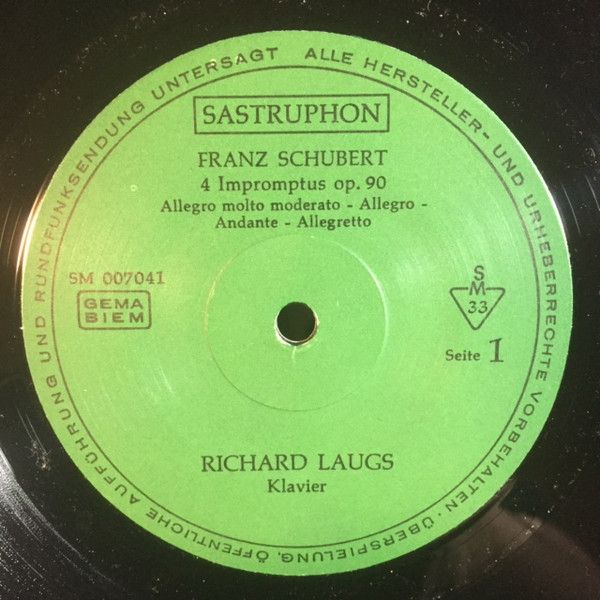 ALLE HERSTELLER- UND URHEBERRECHTE VORBEHALTEN · ÜBERSPIELUNG, ÖFFENTLICHE AUFFÜHRUNG UND RUNDFUNKSENDUNG UNTERSAGT
SASTRUPHON
FRANZ SCHUBERT
4 Impromptus op. 90
Allegro molto moderato - Allegro -
Andante - Allegretto
SM 007041
GEMA
BIEM
S
M
33
Seite 1
RICHARD LAUGS
Klavier